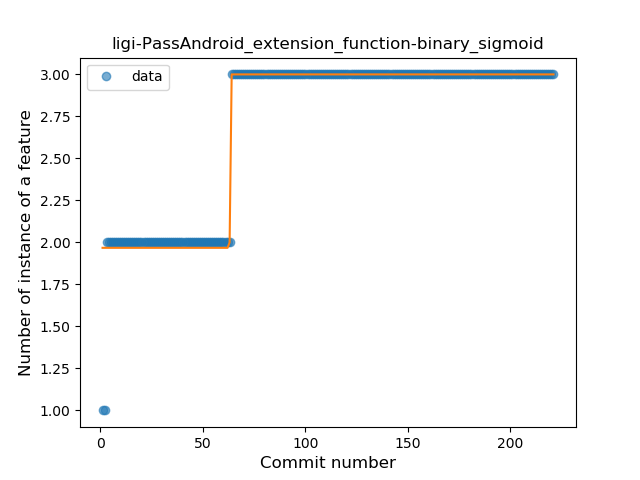 ligi-PassAndroid_extension_function-binary_sigmoid
data
Number of instance of a feature
3.00
2.75
2.50
2.25
2.00
1.75
1.50
1.25
1.00
0 50 100 150 200
Commit number